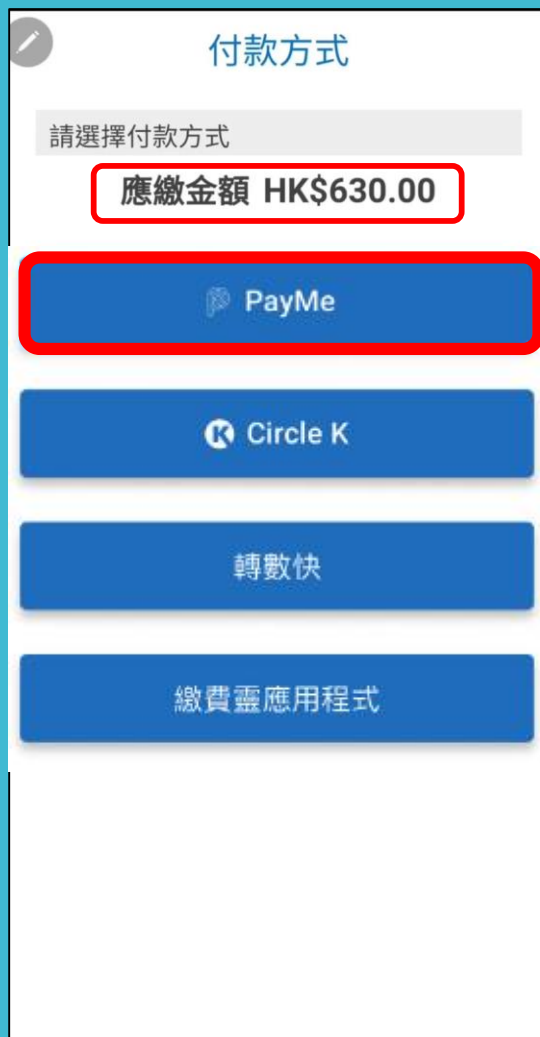 付款方式
請選擇付款方式
應繳金額 HK$630.00
PayMe
Circle K
轉數快
繳費靈應用程式